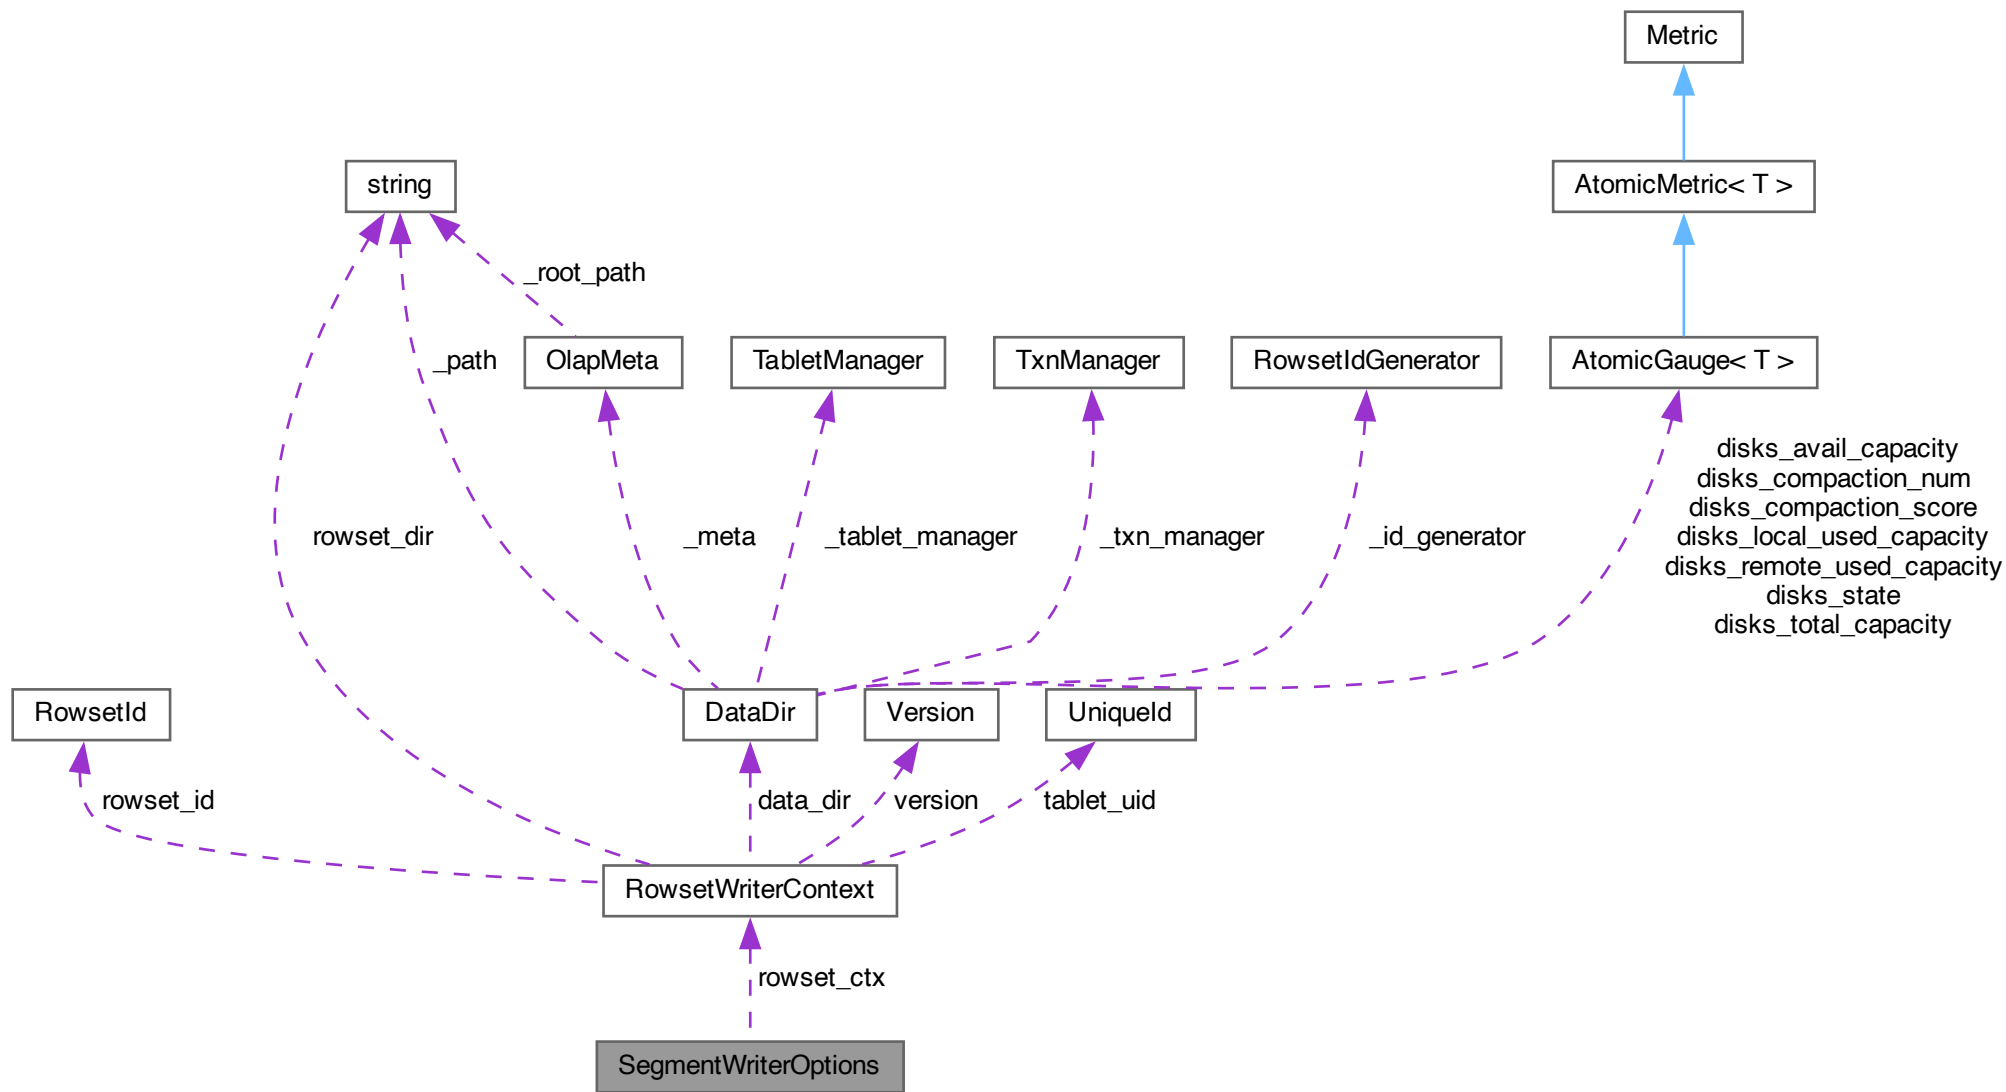 Metric
string
AtomicMetric< T >
_root_path
_path
OlapMeta
TabletManager
TxnManager
RowsetIdGenerator
AtomicGauge< T >
disks_avail_capacity
disks_compaction_num
disks_compaction_score
disks_local_used_capacity
disks_remote_used_capacity
disks_state
disks_total_capacity
rowset_dir
_meta
_tablet_manager
_txn_manager
_id_generator
RowsetId
DataDir
Version
UniqueId
rowset_id
data_dir
version
tablet_uid
RowsetWriterContext
rowset_ctx
SegmentWriterOptions